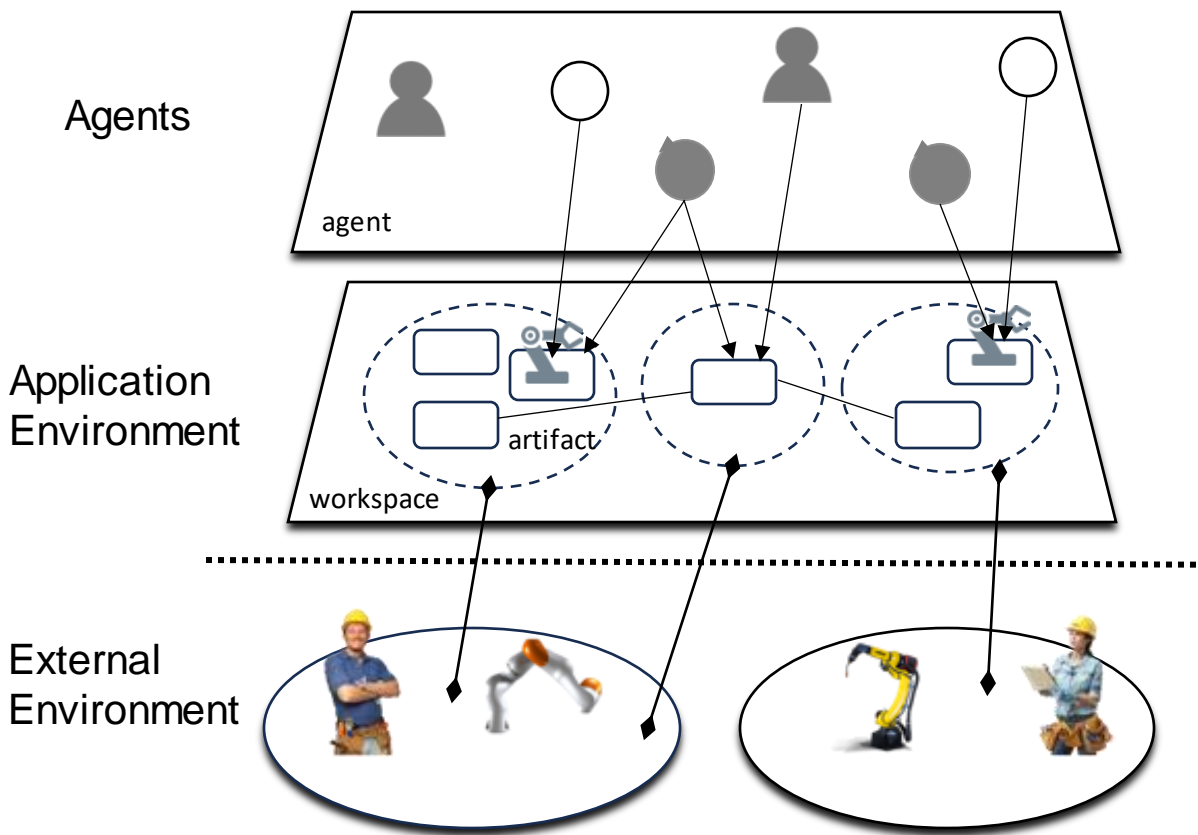 Agents
agent
Application
Environment
artifact
workspace
External
Environment